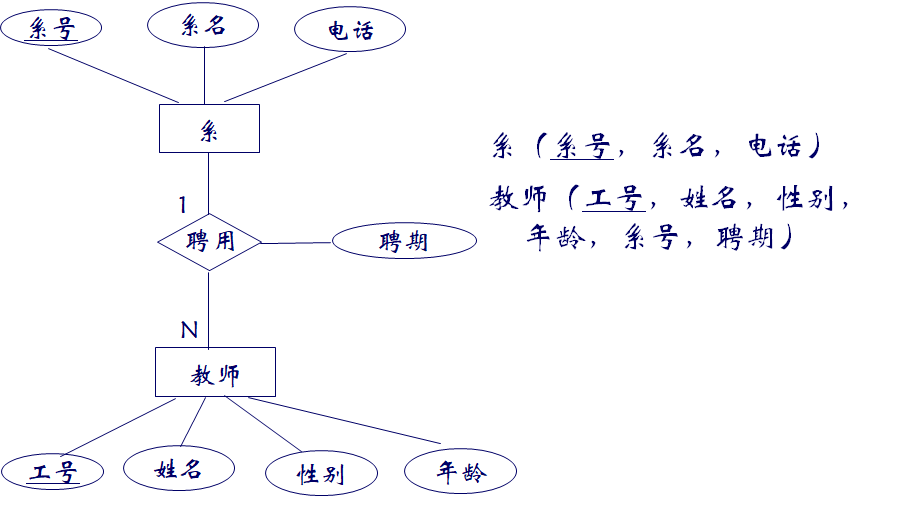 系号
系名
电话
系
系（系号，系名，电话）
1
教师（工号，姓名，性别，
聘用
聘期
年龄，系号，聘期）
N
教师
工号
姓名
性别
年龄